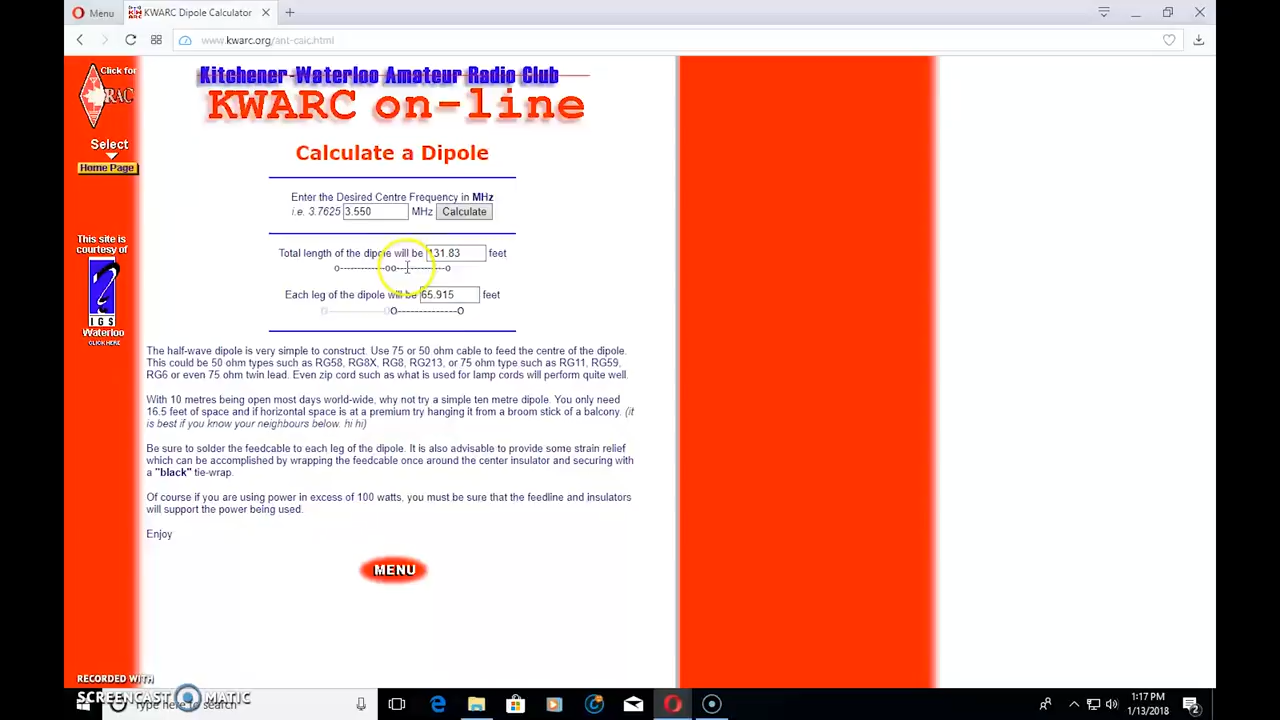 Menu
KWARC Dipole Calculator
www.kwarc.org/ant-calc.html
Click for
RAC
Select
Home Page
This site is
courtesy of
IGS
Waterloo
CLICK HERE
Kitchener-Waterloo Amateur Radio Club
KWARC on-line
Calculate a Dipole
Enter the Desired Centre Frequency in MHz
i.e. 3.7625 3.550 MHz Calculate
Total length of the dipole will be 131.83 feet
o------------oo------------o
Each leg of the dipole will be 65.915 feet
o--------------oO--------------O
The half-wave dipole is very simple to construct. Use 75 or 50 ohm cable to feed the centre of the dipole.
This could be 50 ohm types such as RG58, RG8X, RG8, RG213, or 75 ohm type such as RG11, RG59,
RG6 or even 75 ohm twin lead. Even zip cord such as what is used for lamp cords will perform quite well.
With 10 metres being open most days world-wide, why not try a simple ten metre dipole. You only need
16.5 feet of space and if horizontal space is at a premium try hanging it from a broom stick of a balcony. (it
is best if you know your neighbours below. hi hi)
Be sure to solder the feedcable to each leg of the dipole. It is also advisable to provide some strain relief
which can be accomplished by wrapping the feedcable once around the center insulator and securing with
a "black" tie-wrap.
Of course if you are using power in excess of 100 watts, you must be sure that the feedline and insulators
will support the power being used.
Enjoy
MENU
RECORDED WITH
SCREENCAST MATIC
Type here to search
1:17 PM
1/13/2018
2